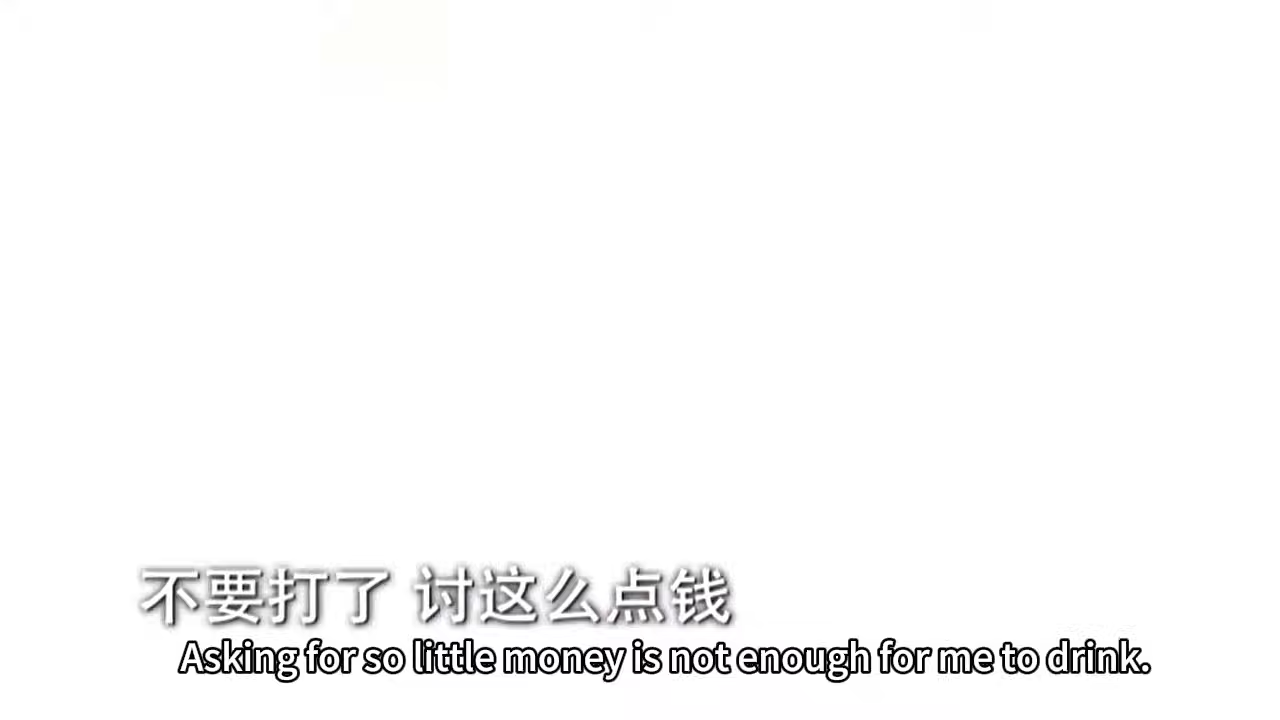 不要打了 讨这么点钱
Asking for so little money is not enough for me to drink.